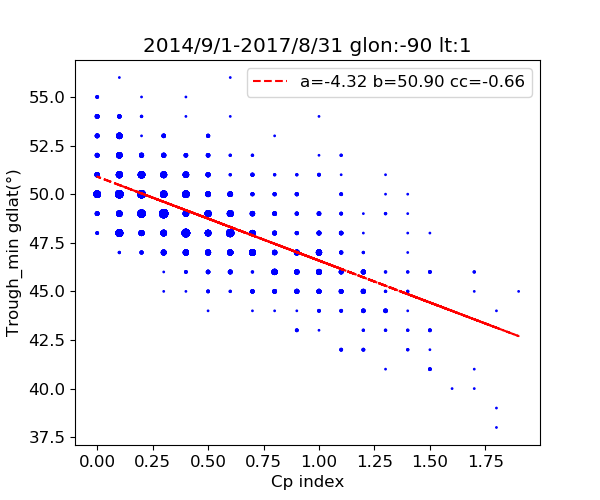 2014/9/1-2017/8/31 glon:-90 lt:1
a=-4.32 b=50.90 cc=-0.66
Trough_min gdlat(°)
55.0
52.5
50.0
47.5
45.0
42.5
40.0
37.5
0.00 0.25 0.50 0.75 1.00 1.25 1.50 1.75
Cp index